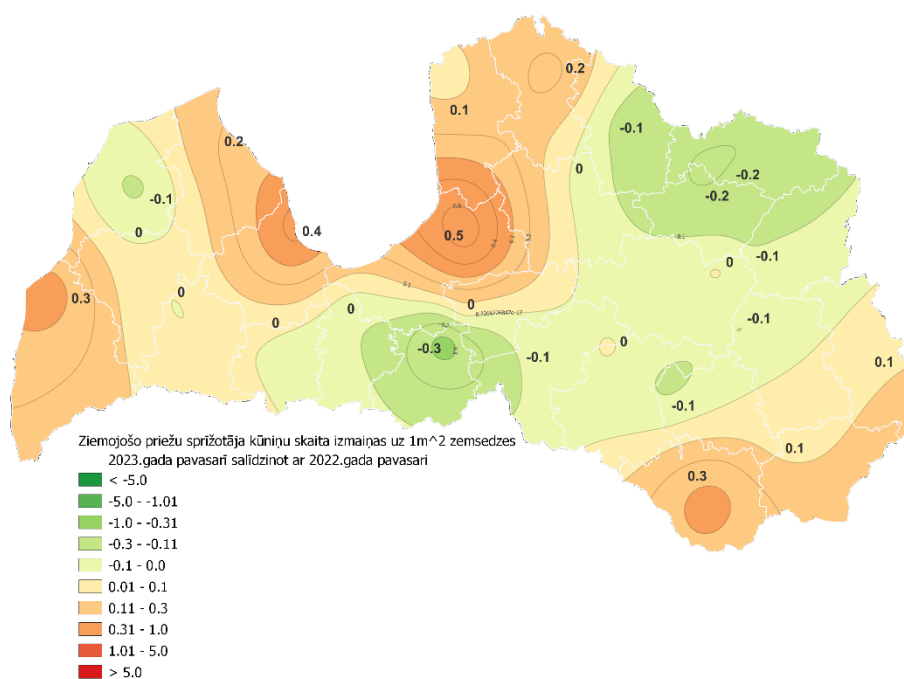 0.2
0.1
-0.1
0.2
0
-0.2
-0.2
-0.1
0.4
0.5
0
-0.1
0
0
0.3
0
0.1
0
0
-0.1
-0.3
0
-0.1
0.1
-0.1
0.1
0.3
Ziemojošo priežu sprīžotāja kūniņu skaita izmaiņas uz 1m^2 zemsedzes
2023.gada pavasarī salīdzinot ar 2022.gada pavasari
< -5.0
-5.0 - -1.01
-1.0 - -0.31
-0.3 - -0.11
-0.1 - 0.0
0.01 - 0.1
0.11 - 0.3
0.31 - 1.0
1.01 - 5.0
> 5.0